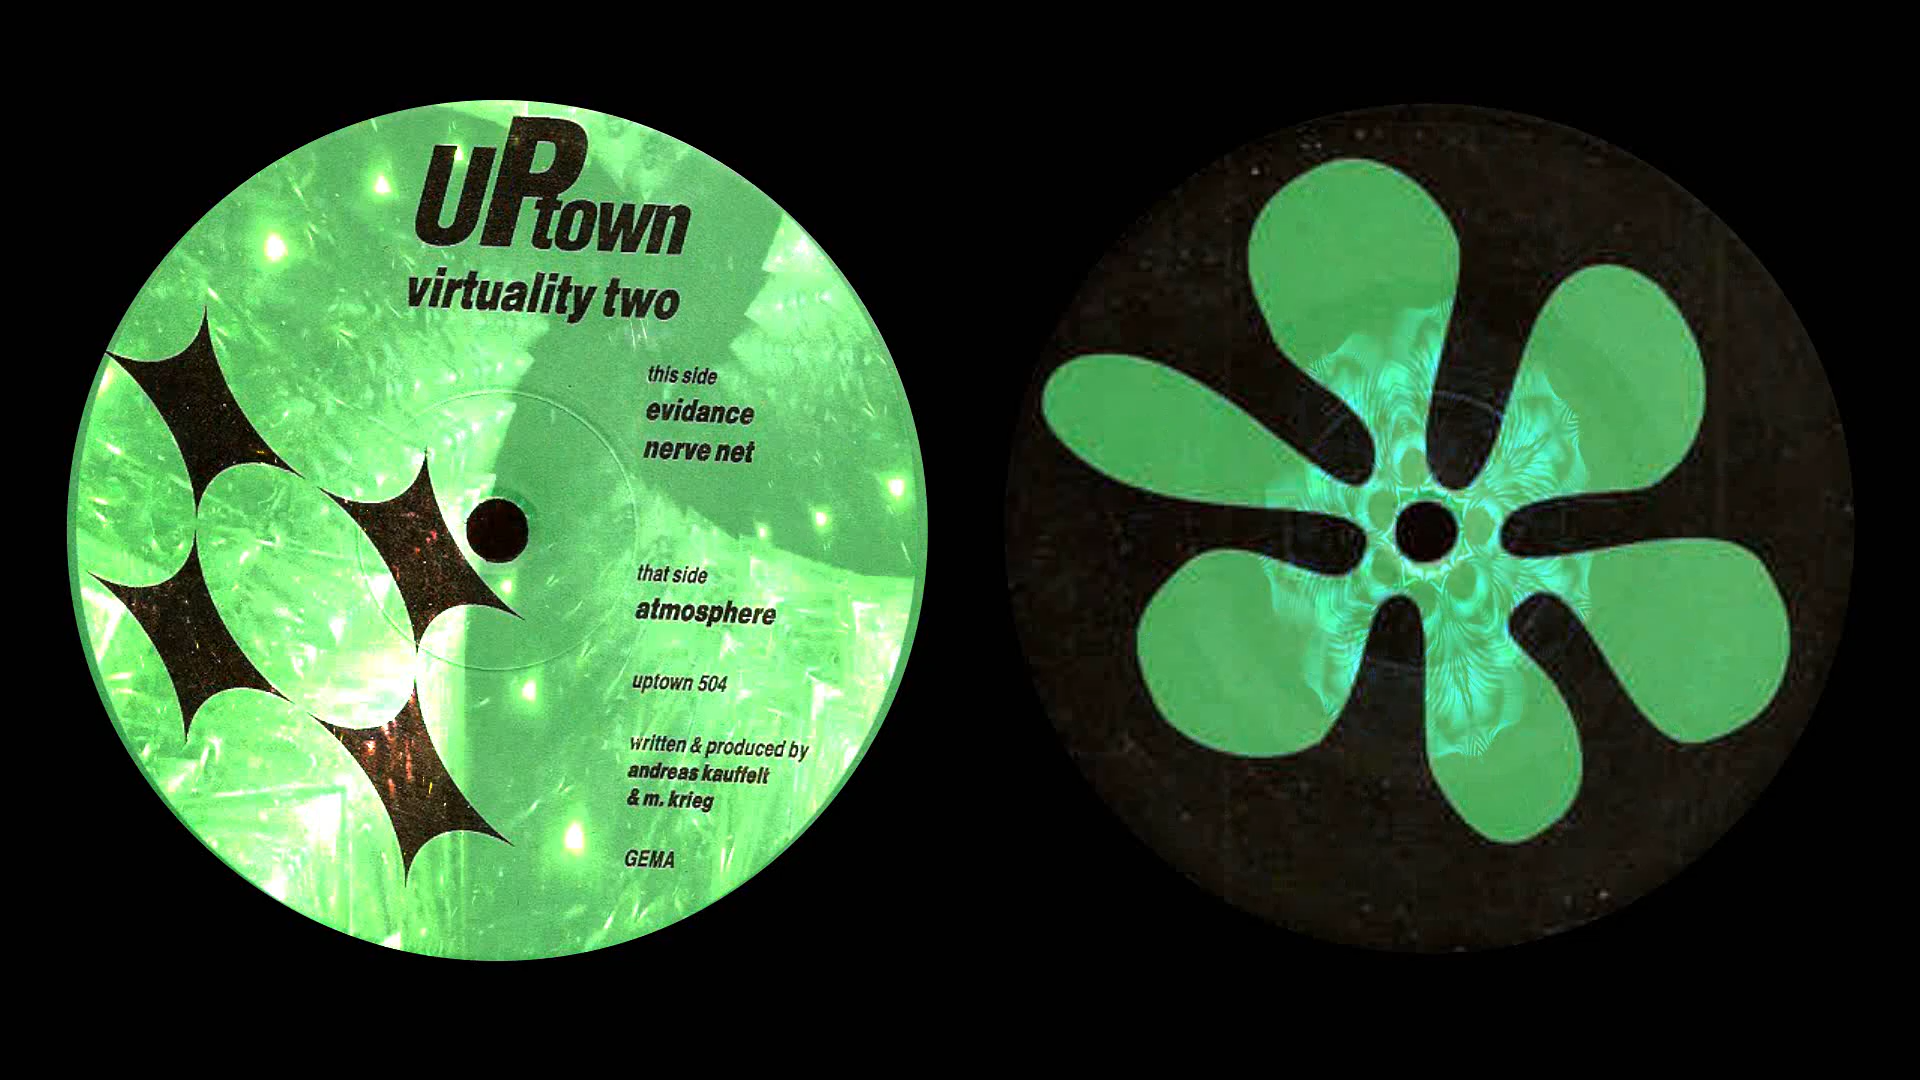 UPtown
virtuality two
this side
evidance
nerve net
that side
atmosphere
uptown 504
written & produced by
andreas kauffelt
& m. krieg
GEMA